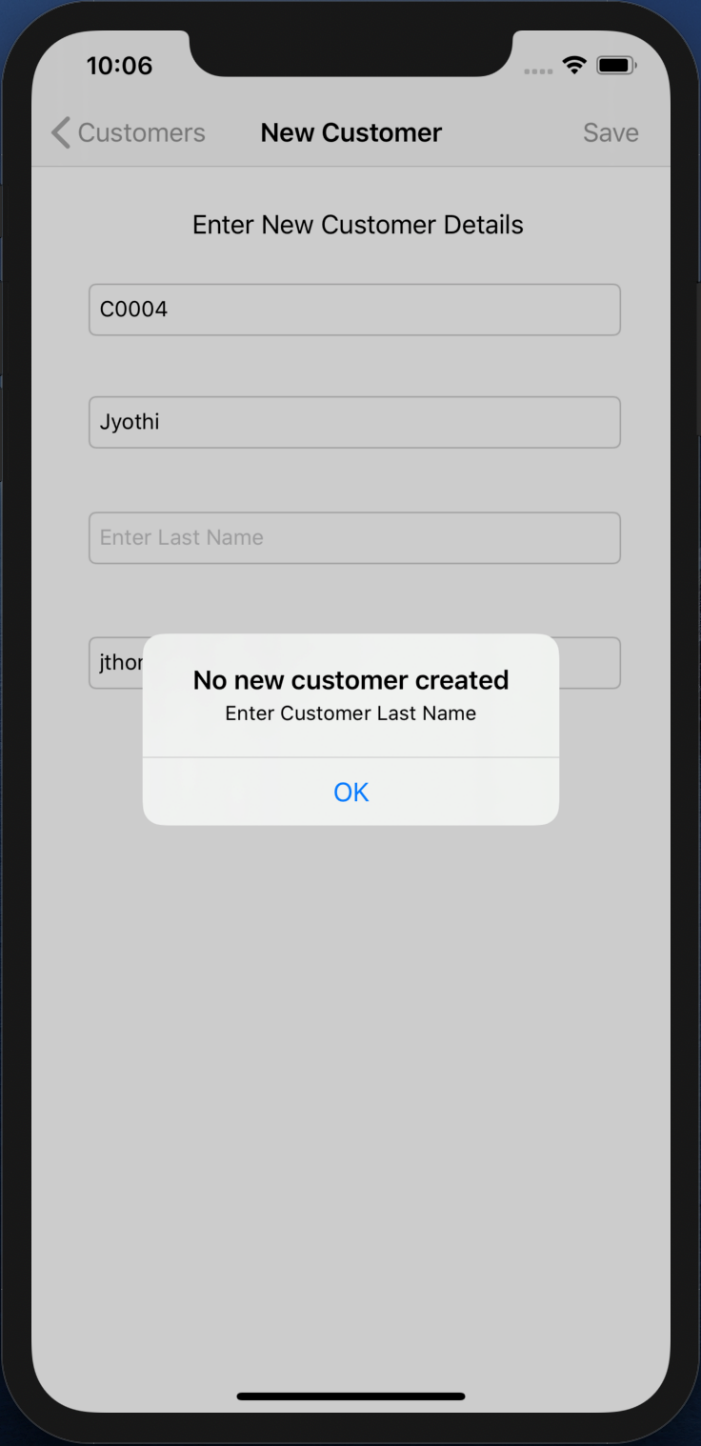 10:06
Customers New Customer Save
Enter New Customer Details
C0004
Jyothi
Enter Last Name
No new customer created
Enter Customer Last Name
OK